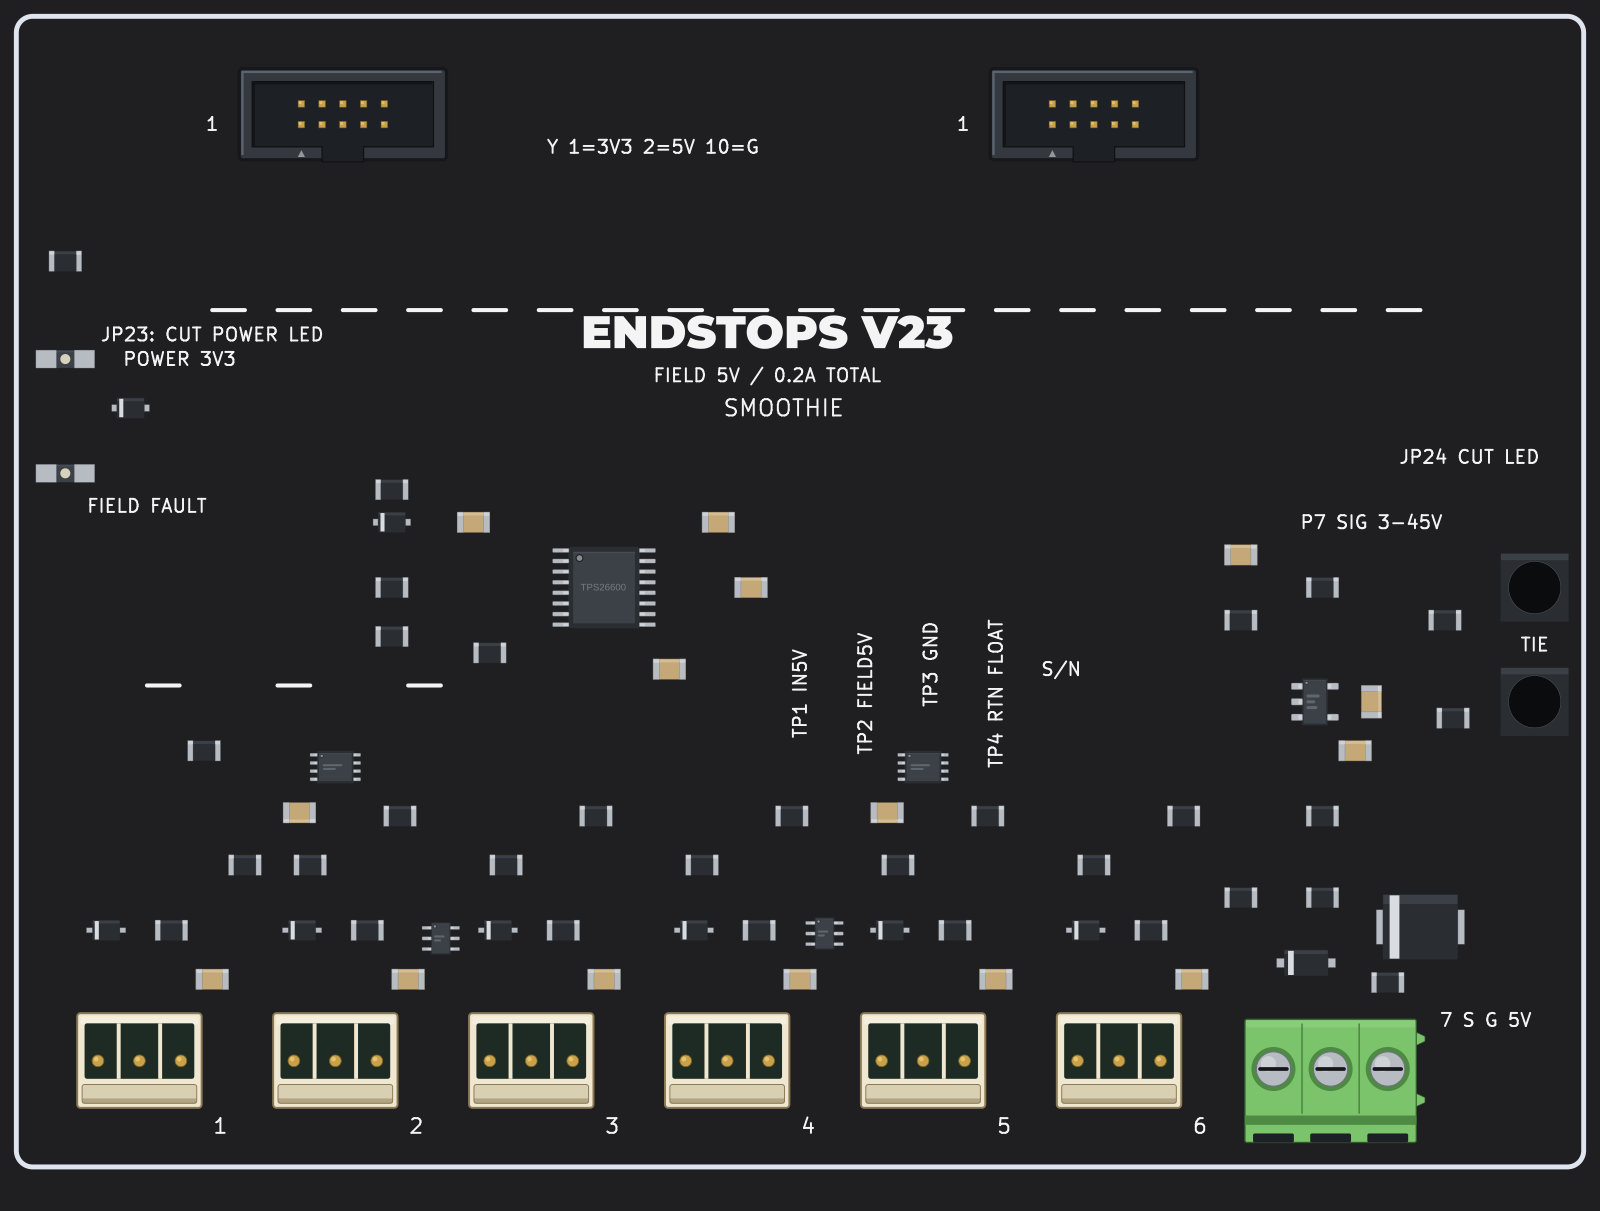 1
1
Y 1=3V3 2=5V 10=G
JP23: CUT POWER LED
POWER 3V3
ENDSTOPS V23
FIELD 5V / 0.2A TOTAL
SMOOTHIE
JP24 CUT LED
FIELD FAULT
P7 SIG 3-45V
TPS26600
TIE
TP1 IN5V
TP2 FIELD5V
TP3 GND
TP4 RTN FLOAT
S/N
7 S G 5V
1
2
3
4
5
6